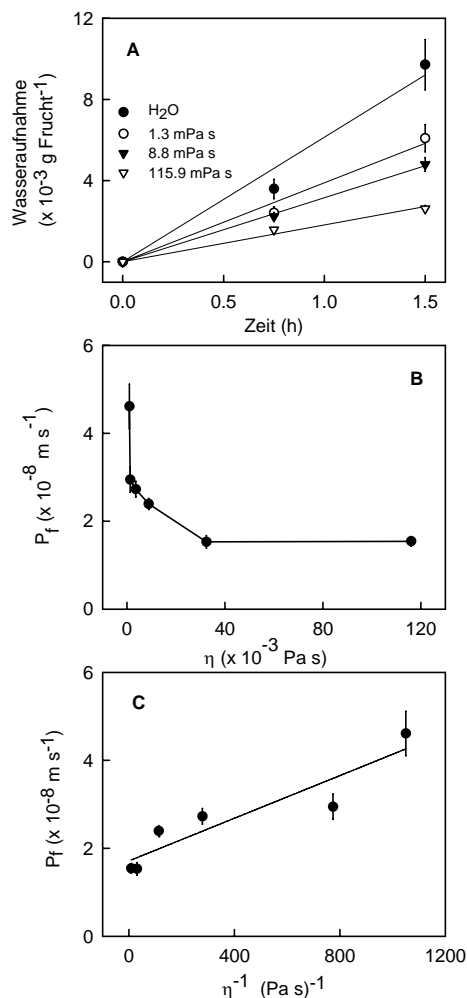 12
A
H₂O
1.3 mPa s
8.8 mPa s
115.9 mPa s
8
4
0
Wasseraufnahme
(x 10⁻³ g Frucht⁻¹)
0.0 0.5 1.0 1.5
Zeit (h)
6
B
4
2
0
P_f (x 10⁻⁸ m s⁻¹)
0 40 80 120
η (x 10⁻³ Pa s)
6
C
4
2
0
Pf (x 10⁻⁸ m s⁻¹)
0 400 800 1200
η⁻¹ (Pa s)⁻¹